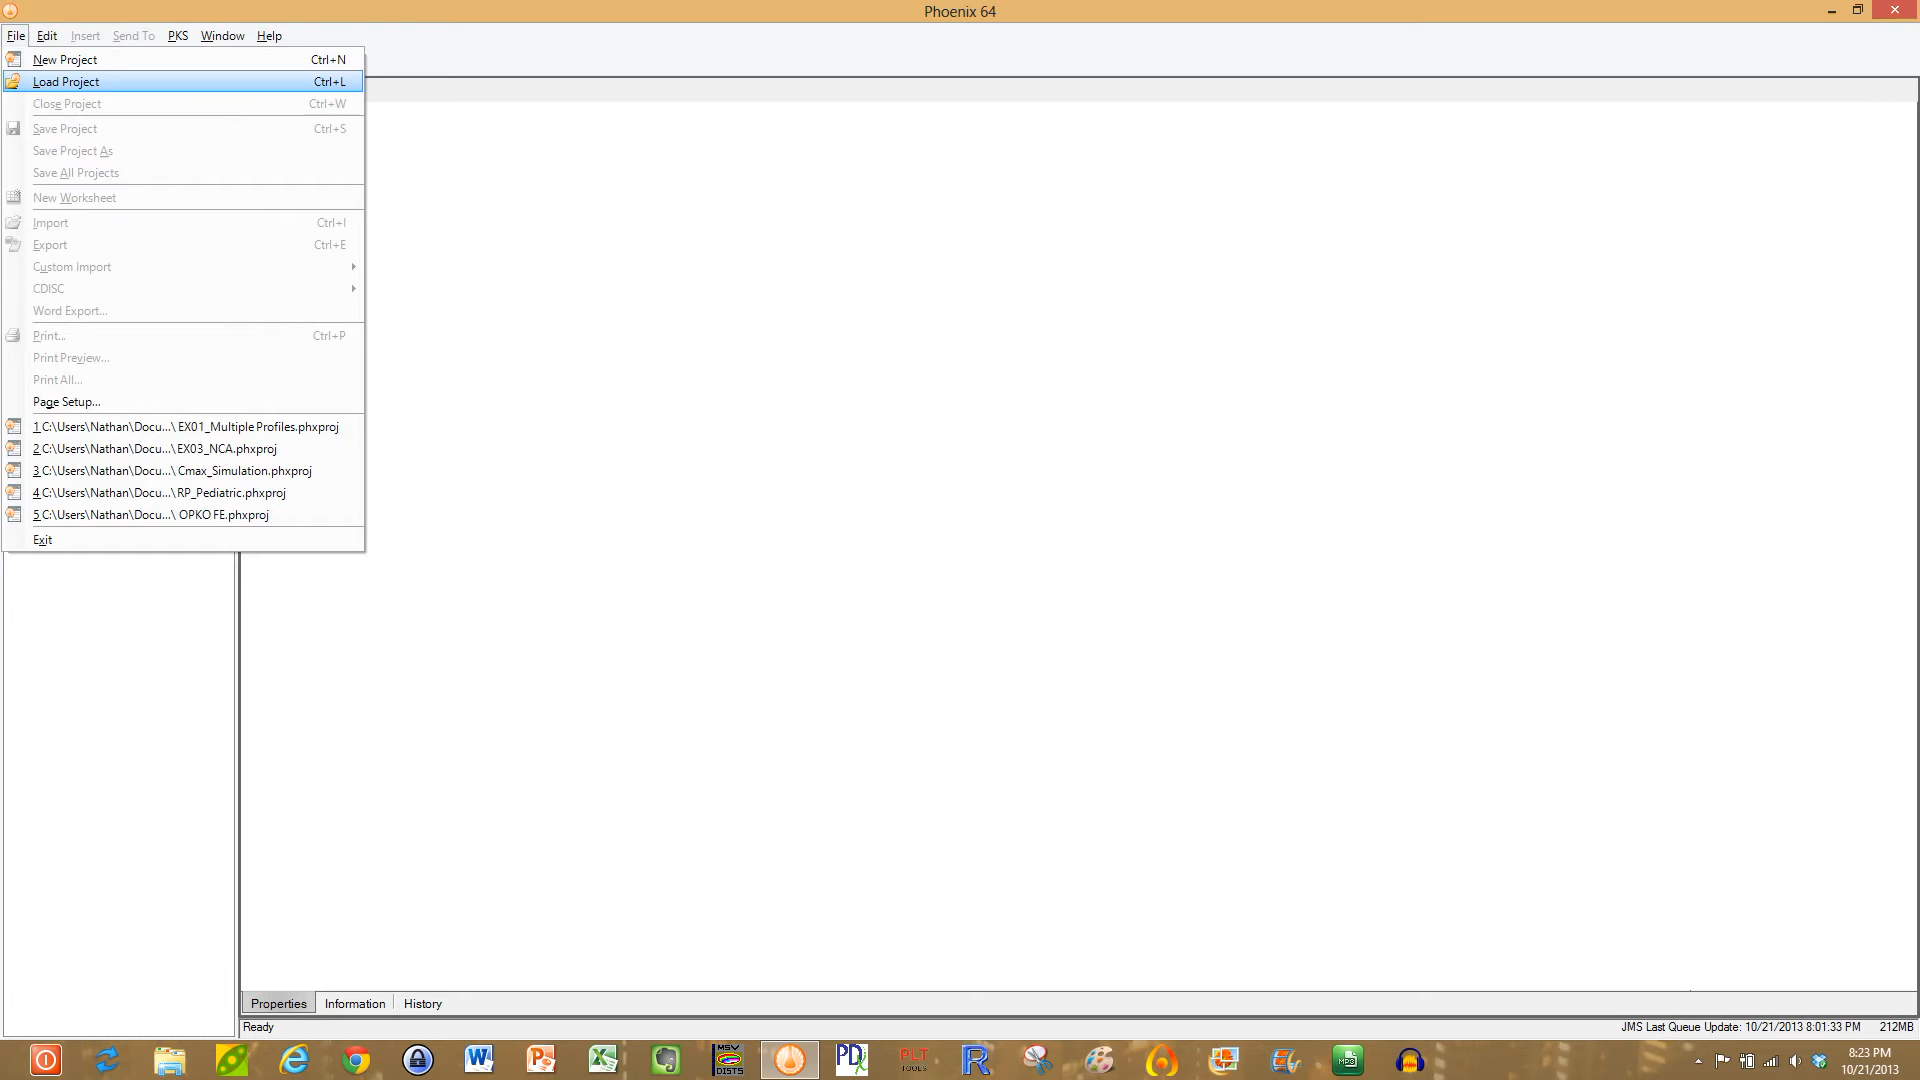 Phoenix 64
File Edit Insert Send To PKS Window Help
New Project Ctrl+N
Load Project Ctrl+L
Close Project Ctrl+W
Save Project Ctrl+S
Save Project As
Save All Projects
New Worksheet
Import Ctrl+I
Export Ctrl+E
Custom Import
CDISC
Word Export...
Print... Ctrl+P
Print Preview...
Print All...
Page Setup...
1 C:\Users\Nathan\Docu...\ EX01_Multiple Profiles.phxproj
2 C:\Users\Nathan\Docu...\ EX03_NCA.phxproj
3 C:\Users\Nathan\Docu...\ Cmax_Simulation.phxproj
4 C:\Users\Nathan\Docu...\ RP_Pediatric.phxproj
5 C:\Users\Nathan\Docu...\ OPKO FE.phxproj
Exit
Properties Information History
Ready JMS Last Queue Update: 10/21/2013 8:01:33 PM 212MB
MSV DISTS
PLT TOOLS
MP3
8:23 PM
10/21/2013